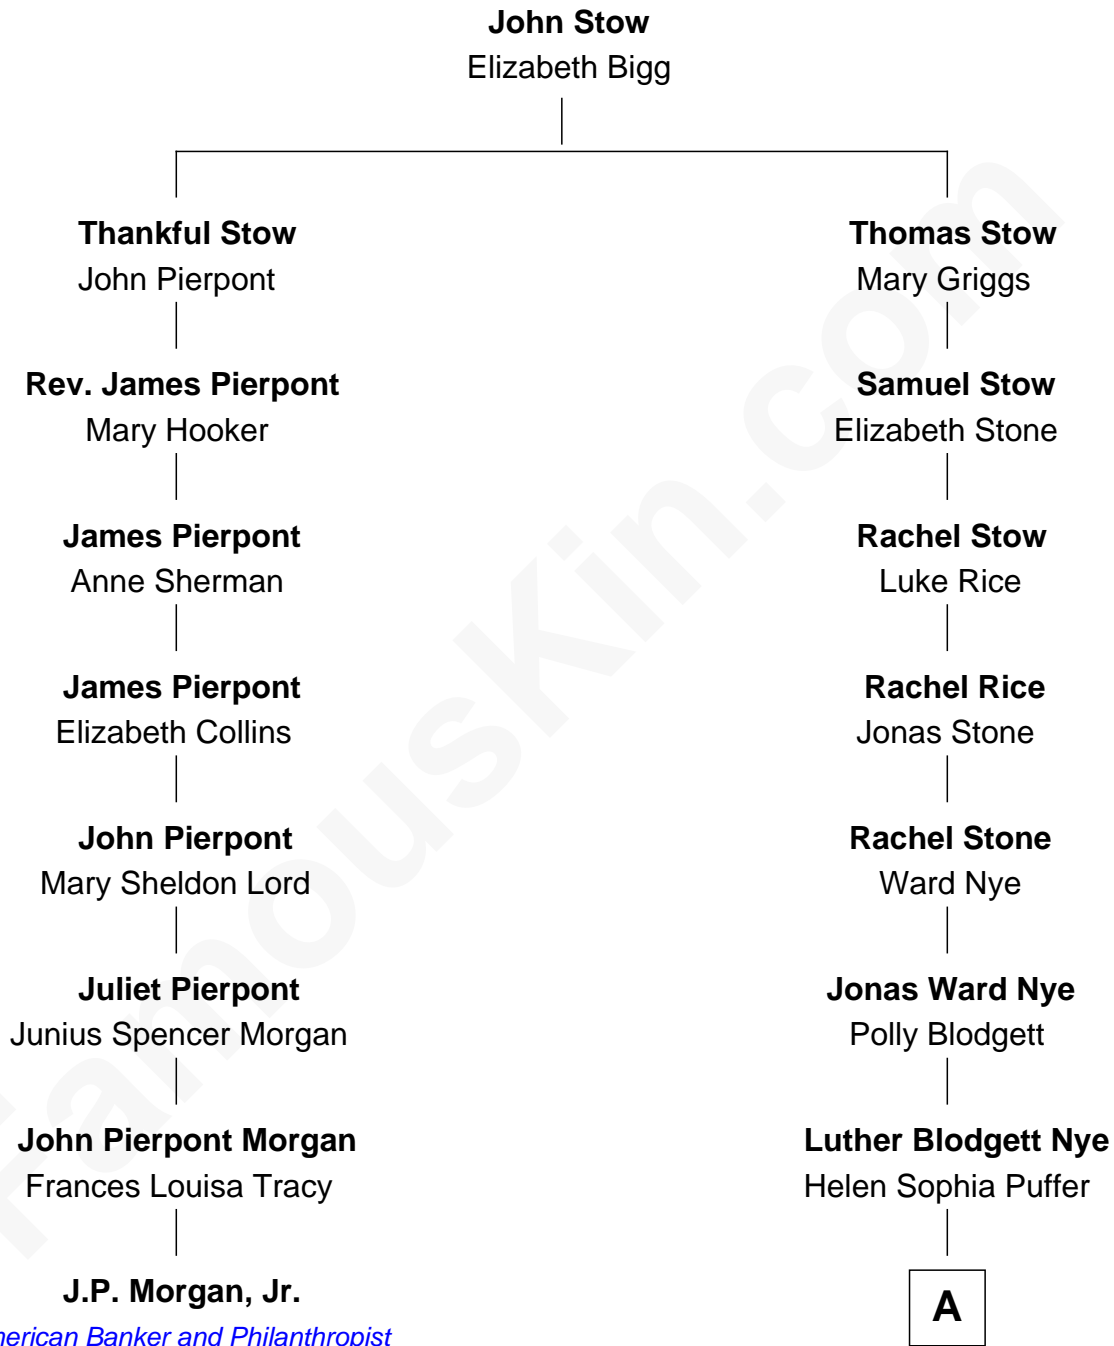 John Stow
Elizabeth Bigg
Thankful Stow
John Pierpont
Thomas Stow
Mary Griggs
Rev. James Pierpont
Mary Hooker
Samuel Stow
Elizabeth Stone
James Pierpont
Anne Sherman
Rachel Stow
Luke Rice
James Pierpont
Elizabeth Collins
Rachel Rice
Jonas Stone
John Pierpont
Mary Sheldon Lord
Rachel Stone
Ward Nye
Juliet Pierpont
Junius Spencer Morgan
Jonas Ward Nye
Polly Blodgett
John Pierpont Morgan
Frances Louisa Tracy
Luther Blodgett Nye
Helen Sophia Puffer
J.P. Morgan, Jr.
Banker and Philanthropist
A
FamousKin.com